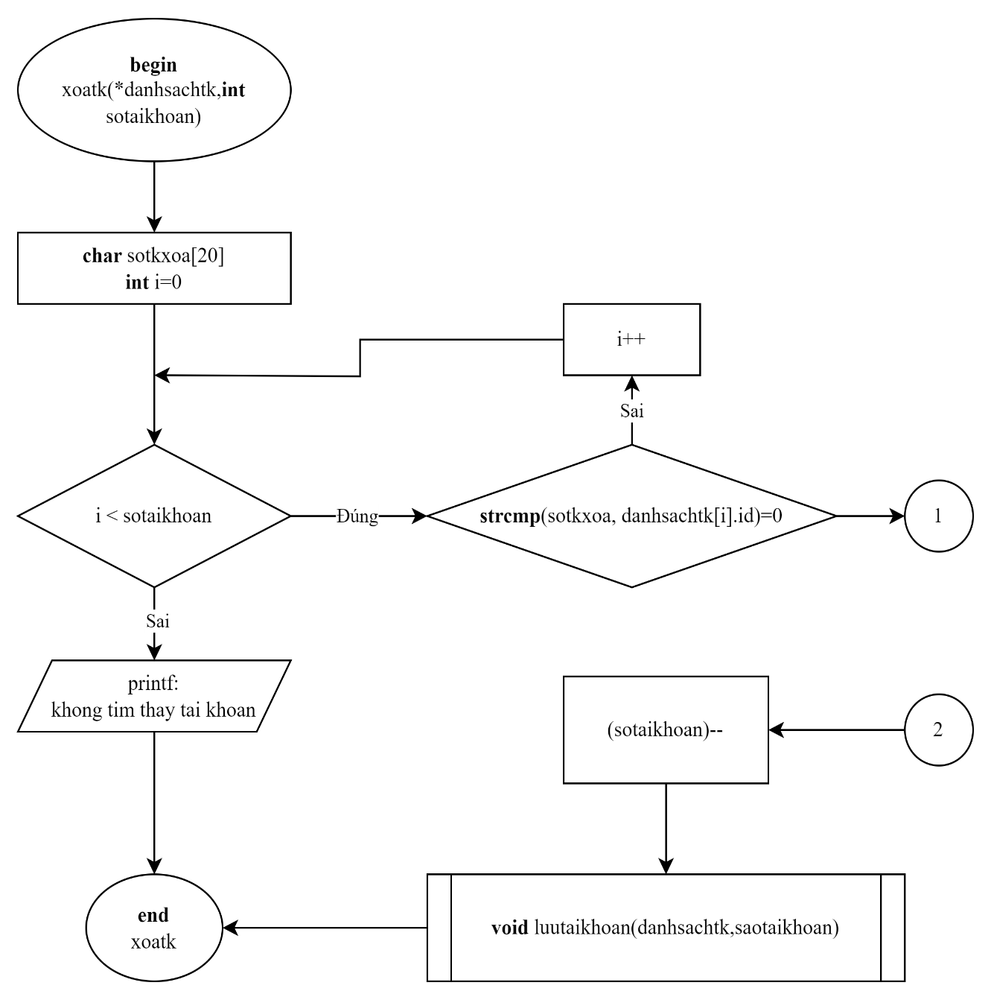 begin
xoatk(*danhsachtk,int
sotaikhoan)
char sotkxoa[20]
int i=0
i++
Sai
i < sotaikhoan
Đúng
strcmp(sotkxoa, danhsachtk[i].id)=0
1
Sai
printf:
khong tim thay tai khoan
(sotaikhoan)--
2
end
xoatk
void luutaikhoan(danhsachtk,saotaikhoan)